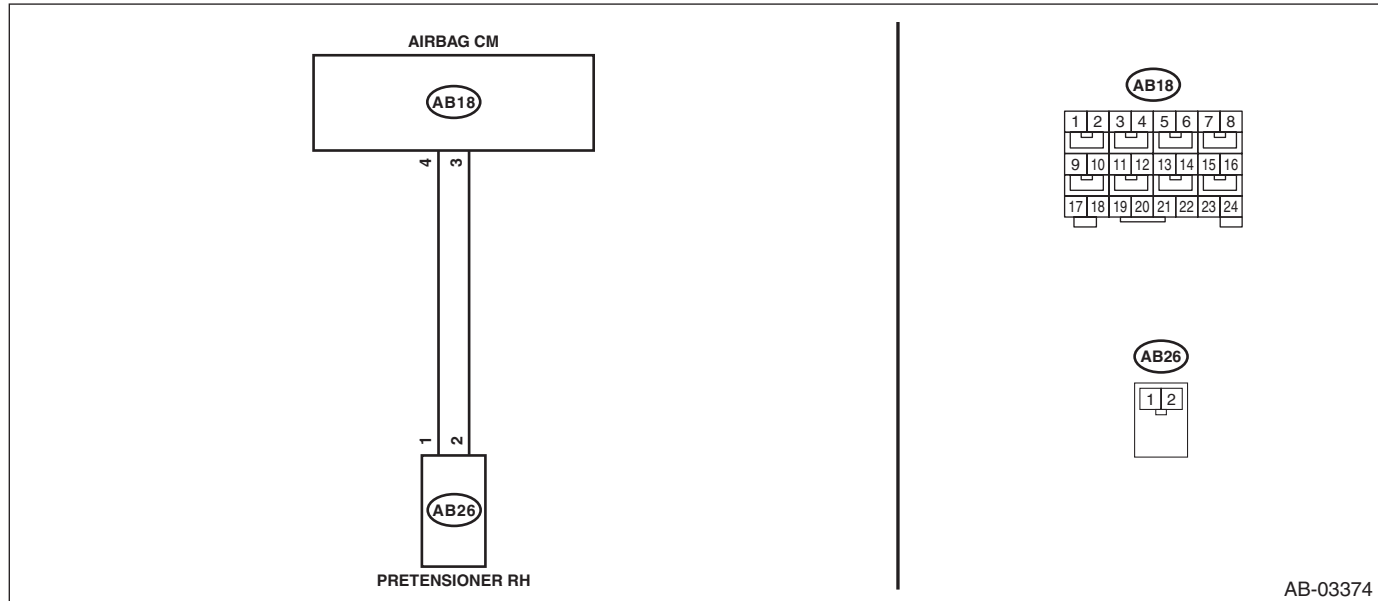 AIRBAG CM
AB18
4 3
1 2
AB26
PRETENSIONER RH
AB18
1 2 3 4 5 6 7 8
9 10 11 12 13 14 15 16
17 18 19 20 21 22 23 24
AB26
1 2
AB-03374